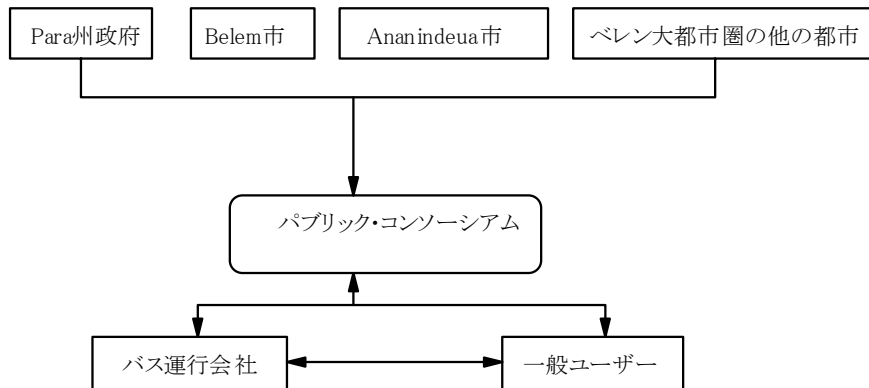 Para州政府
Belem市
Ananindeua市
ベレン大都市圏の他の都市
パブリック・コンソーシアム
バス運行会社
一般ユーザー